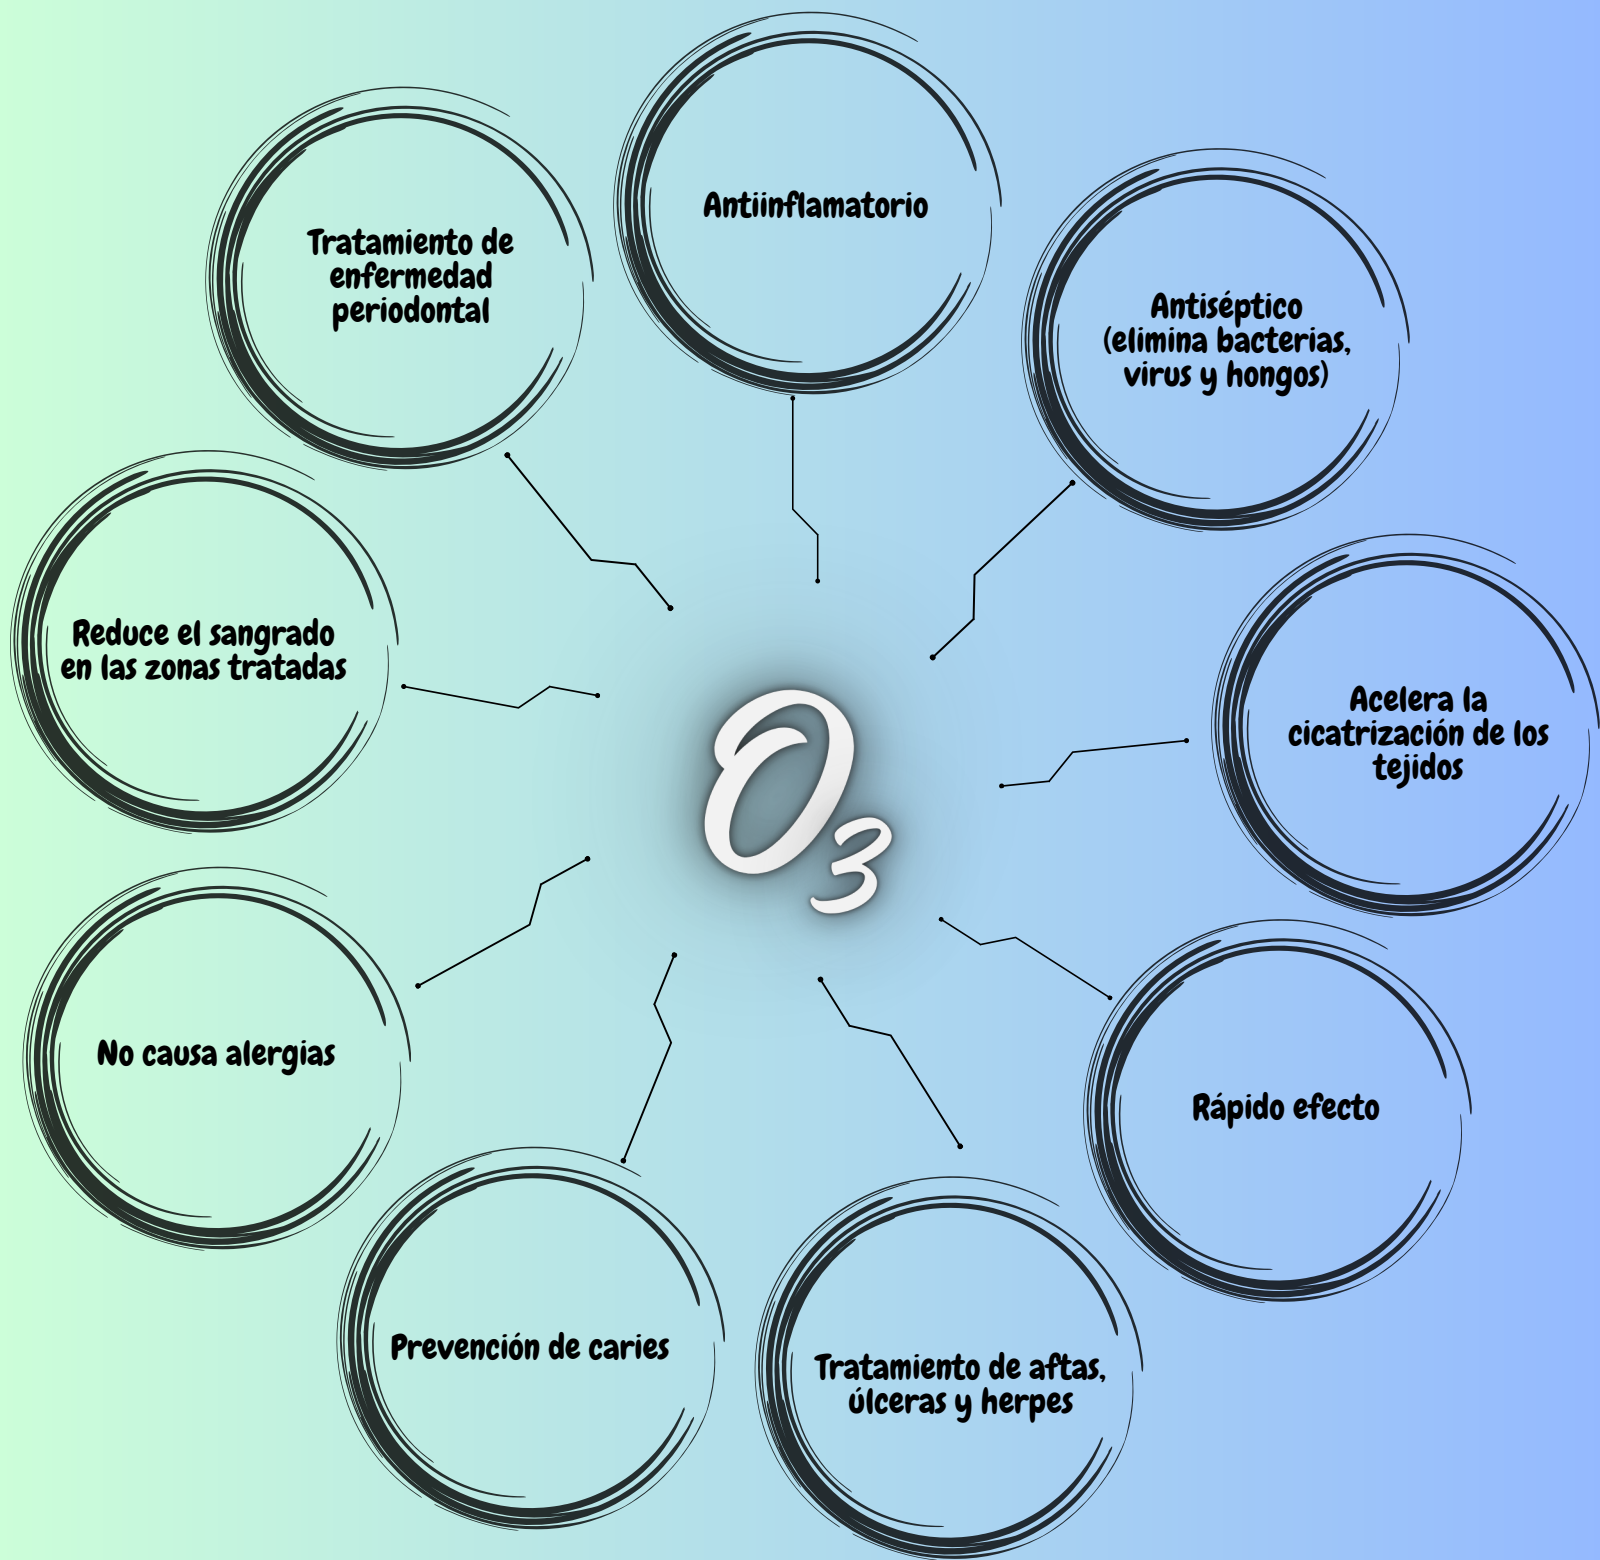 Antiinflamatorio
Tratamiento de
enfermedad
periodontal
Antiséptico
(elimina bacterias,
virus y hongos)
Reduce el sangrado
en las zonas tratadas
Acelera la
cicatrización de los
tejidos
O₃
No causa alergias
Rápido efecto
Prevención de caries
Tratamiento de aftas,
úlceras y herpes